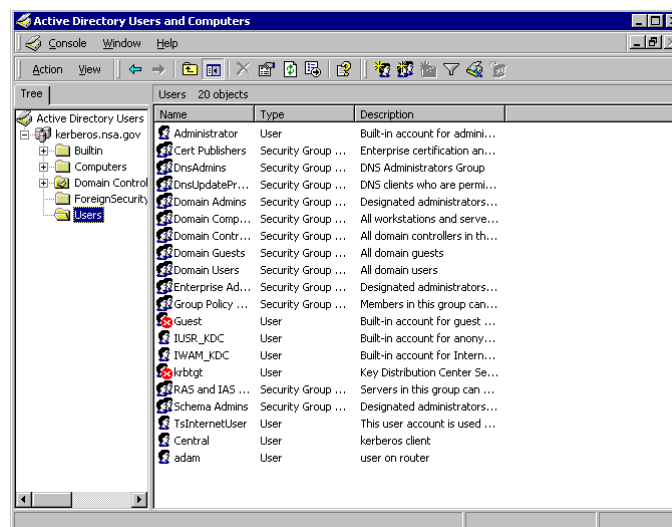 Active Directory Users and Computers
Console Window Help
Action View
Tree
Users 20 objects
Active Directory Users
kerberos.nsa.gov
Builtin
Computers
Domain Control
ForeignSecurity
Users
Name Type Description
Administrator User Built-in account for admini...
Cert Publishers Security Group ... Enterprise certification an...
DnsAdmins Security Group ... DNS Administrators Group
DnsUpdatePr... Security Group ... DNS clients who are permi...
Domain Admins Security Group ... Designated administrators...
Domain Comp... Security Group ... All workstations and serve...
Domain Contr... Security Group ... All domain controllers in th...
Domain Guests Security Group ... All domain guests
Domain Users Security Group ... All domain users
Enterprise Ad... Security Group ... Designated administrators...
Group Policy ... Security Group ... Members in this group can...
Guest User Built-in account for guest ...
IUSR_KDC User Built-in account for anony...
IWAM_KDC User Built-in account for Intern...
krbtgt User Key Distribution Center Se...
RAS and IAS ... Security Group ... Servers in this group can ...
Schema Admins Security Group ... Designated administrators...
TsInternetUser User This user account is used ...
Central User kerberos client
adam User user on router